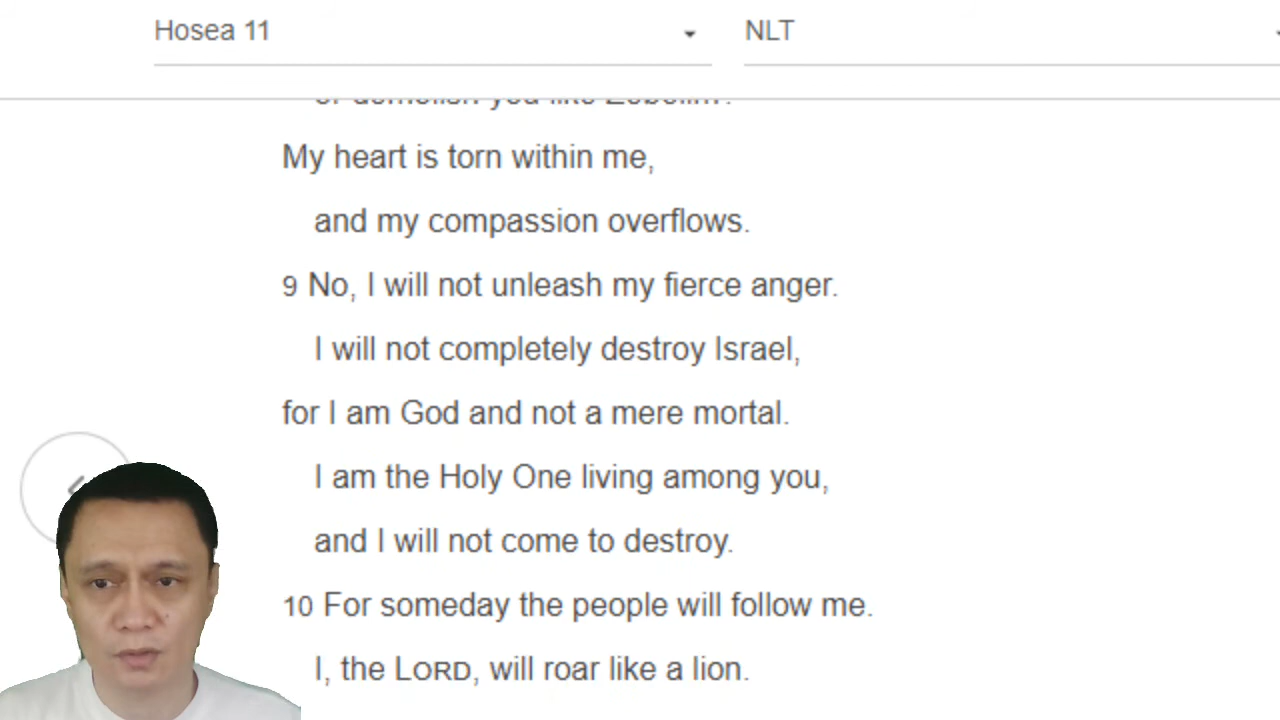 Hosea 11
NLT
My heart is torn within me,
and my compassion overflows.
9 No, I will not unleash my fierce anger.
I will not completely destroy Israel,
for I am God and not a mere mortal.
I am the Holy One living among you,
and I will not come to destroy.
10 For someday the people will follow me.
I, the LORD, will roar like a lion.